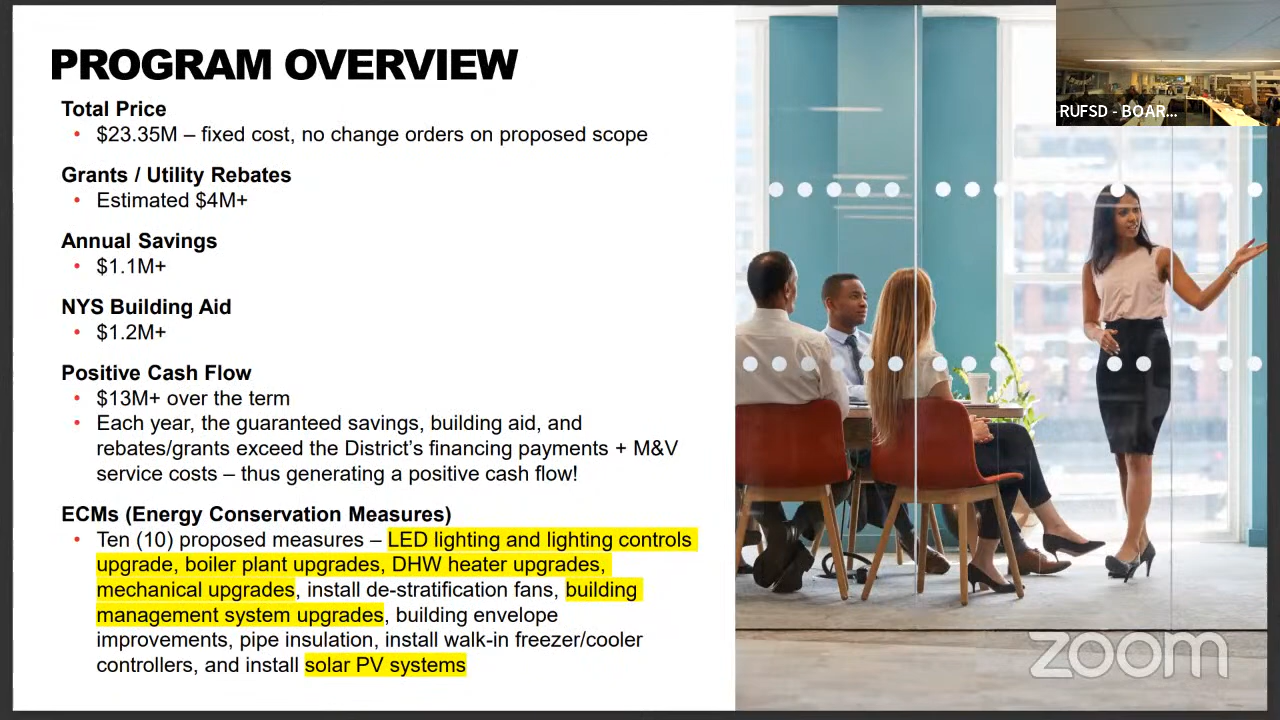 PROGRAM OVERVIEW
Total Price
• $23.35M – fixed cost, no change orders on proposed scope
Grants / Utility Rebates
• Estimated $4M+
Annual Savings
• $1.1M+
NYS Building Aid
• $1.2M+
Positive Cash Flow
• $13M+ over the term
• Each year, the guaranteed savings, building aid, and
rebates/grants exceed the District’s financing payments + M&V
service costs – thus generating a positive cash flow!
ECMs (Energy Conservation Measures)
• Ten (10) proposed measures – LED lighting and lighting controls
upgrade, boiler plant upgrades, DHW heater upgrades,
mechanical upgrades, install de-stratification fans, building
management system upgrades, building envelope
improvements, pipe insulation, install walk-in freezer/cooler
controllers, and install solar PV systems
RUFSD - BOAR...
zoom